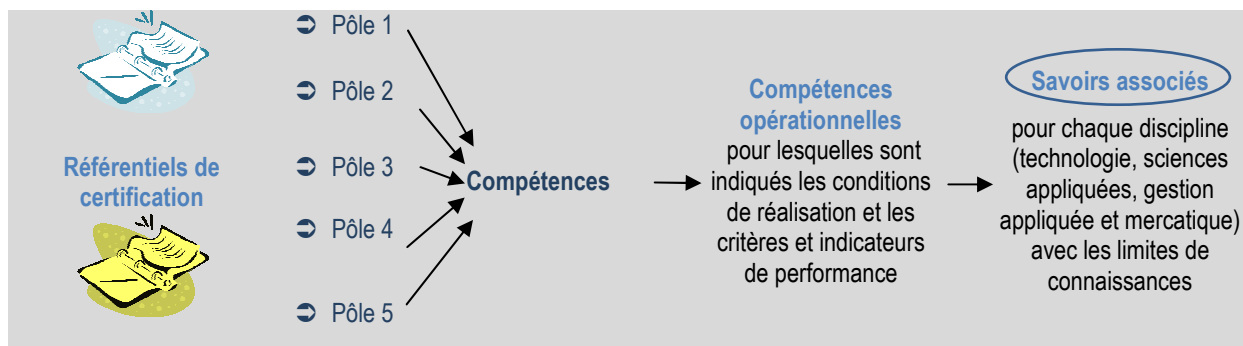 Référentiels de
certification
➲ Pôle 1
➲ Pôle 2
➲ Pôle 3
➲ Pôle 4
➲ Pôle 5
Compétences
Compétences
opérationnelles
pour lesquelles sont
indiqués les conditions
de réalisation et les
critères et indicateurs
de performance
Savoirs associés
pour chaque discipline
(technologie, sciences
appliquées, gestion
appliquée et mercatique)
avec les limites de
connaissances